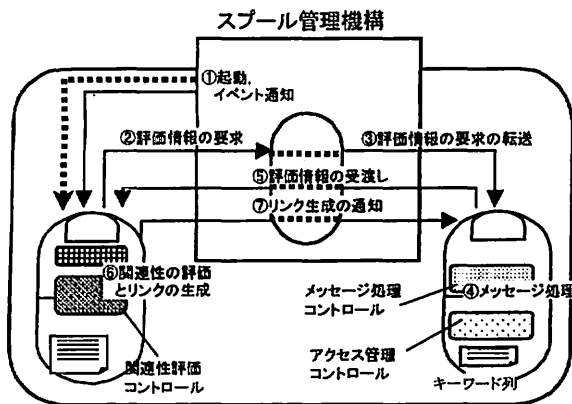 スプール管理機構
①起動,
イベント通知
②評価情報の要求
③評価情報の要求の転送
⑤評価情報の受渡し
⑦リンク生成の通知
⑥関連性の評価
とリンクの生成
メッセージ処理
コントロール
④メッセージ処理
関連性評価
コントロール
アクセス管理
コントロール
キーワード列